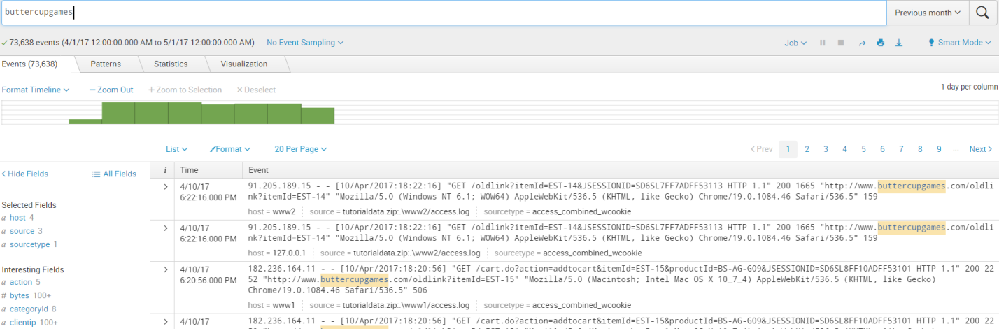 buttercupgames
Previous month
73,638 events (4/1/17 12:00:00.000 AM to 5/1/17 12:00:00.000 AM)
No Event Sampling
Job
Smart Mode
Events (73,638)
Patterns
Statistics
Visualization
Format Timeline
— Zoom Out
+ Zoom to Selection
× Deselect
1 day per column
List
Format
20 Per Page
< Prev
1 2 3 4 5 6 7 8 9 ... Next >
< Hide Fields
All Fields
i Time Event
Selected Fields
a host 4
a source 3
a sourcetype 1
Interesting Fields
a action 5
# bytes 100+
a categoryId 8
a clientip 100+
> 4/10/17
6:22:16.000 PM
91.205.189.15 - - [10/Apr/2017:18:22:16] "GET /oldlink?itemId=EST-14&JSESSIONID=SD6SL7FF7ADFF53113 HTTP 1.1" 200 1665 "http://www.buttercupgames.com/oldli
nk?itemId=EST-14" "Mozilla/5.0 (Windows NT 6.1; WOW64) AppleWebKit/536.5 (KHTML, like Gecko) Chrome/19.0.1084.46 Safari/536.5" 159
host = www2 source = tutorialdata.zip:.\www2/access.log sourcetype = access_combined_wcookie
> 4/10/17
6:22:16.000 PM
91.205.189.15 - - [10/Apr/2017:18:22:16] "GET /oldlink?itemId=EST-14&JSESSIONID=SD6SL7FF7ADFF53113 HTTP 1.1" 200 1665 "http://www.buttercupgames.com/oldli
nk?itemId=EST-14" "Mozilla/5.0 (Windows NT 6.1; WOW64) AppleWebKit/536.5 (KHTML, like Gecko) Chrome/19.0.1084.46 Safari/536.5" 159
host = 127.0.0.1 source = tutorialdata.zip:.\www2/access.log sourcetype = access_combined_wcookie
> 4/10/17
6:20:56.000 PM
182.236.164.11 - - [10/Apr/2017:18:20:56] "GET /cart.do?action=addtocart&itemId=EST-15&productId=BS-AG-G09&JSESSIONID=SD6SL8FF10ADFF53101 HTTP 1.1" 200 22
52 "http://www.buttercupgames.com/oldlink?itemId=EST-15" "Mozilla/5.0 (Macintosh; Intel Mac OS X 10_7_4) AppleWebKit/536.5 (KHTML, like Gecko)
Chrome/19.0.1084.46 Safari/536.5" 506
host = www1 source = tutorialdata.zip:.\www1/access.log sourcetype = access_combined_wcookie
> 4/10/17
182.236.164.11 - - [10/Apr/2017:18:20:56] "GET /cart.do?action=addtocart&itemId=EST-15&productId=BS-AG-G09&JSESSIONID=SD6SL8FF10ADFF53101 HTTP 1.1" 200 22